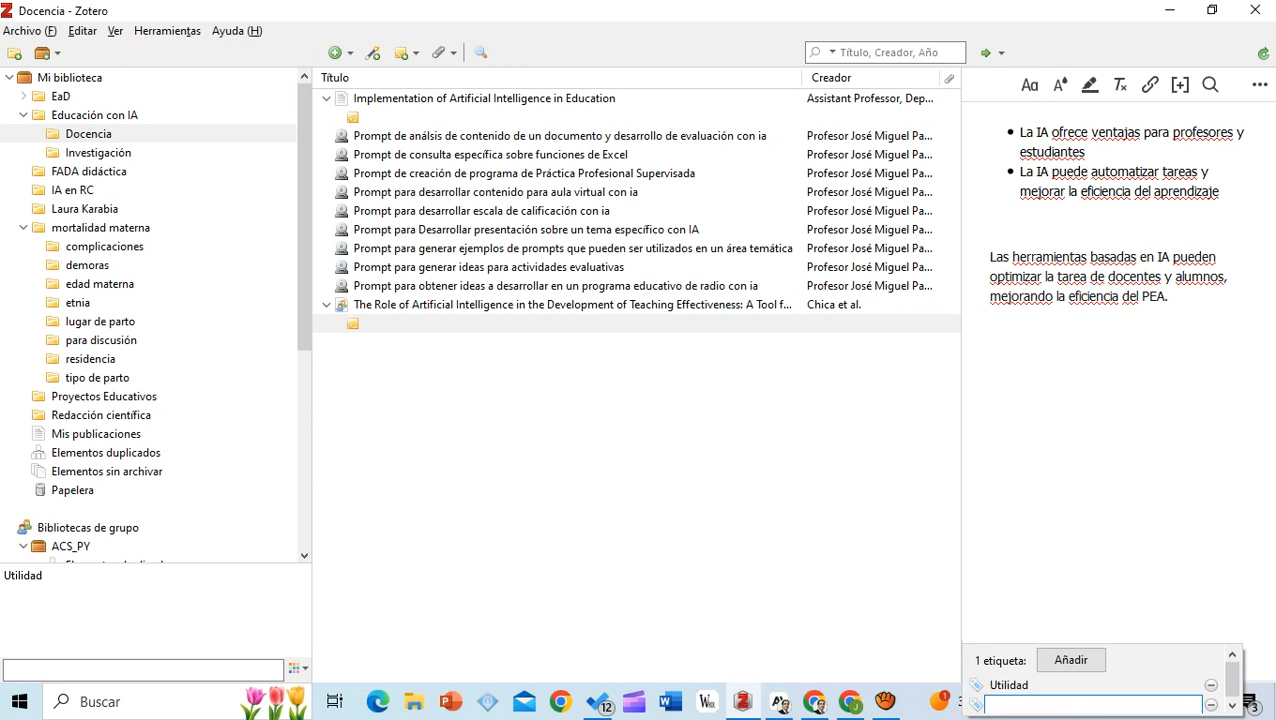 Docencia - Zotero
Archivo (F) Editar Ver Herramientas Ayuda (H)
Título, Creador, Año
Mi biblioteca
EaD
Educación con IA
Docencia
Investigación
FADA didáctica
IA en RC
Laura Karabia
mortalidad materna
complicaciones
demoras
edad materna
etnia
lugar de parto
para discusión
residencia
tipo de parto
Proyectos Educativos
Redacción científica
Mis publicaciones
Elementos duplicados
Elementos sin archivar
Papelera
Bibliotecas de grupo
ACS_PY
Utilidad
Título Creador
Implementation of Artificial Intelligence in Education Assistant Professor, Dep...
Prompt de análsis de contenido de un documento y desarrollo de evaluación con ia Profesor José Miguel Pa...
Prompt de consulta específica sobre funciones de Excel Profesor José Miguel Pa...
Prompt de creación de programa de Práctica Profesional Supervisada Profesor José Miguel Pa...
Prompt para desarrollar contenido para aula virtual con ia Profesor José Miguel Pa...
Prompt para desarrollar escala de calificación con ia Profesor José Miguel Pa...
Prompt para Desarrollar presentación sobre un tema específico con IA Profesor José Miguel Pa...
Prompt para generar ejemplos de prompts que pueden ser utilizados en un área temática Profesor José Miguel Pa...
Prompt para generar ideas para actividades evaluativas Profesor José Miguel Pa...
Prompt para obtener ideas a desarrollar en un programa educativo de radio con ia Profesor José Miguel Pa...
The Role of Artificial Intelligence in the Development of Teaching Effectiveness: A Tool f... Chica et al.
Aa A
La IA ofrece ventajas para profesores y
estudiantes
La IA puede automatizar tareas y
mejorar la eficiencia del aprendizaje
Las herramientas basadas en IA pueden
optimizar la tarea de docentes y alumnos,
mejorando la eficiencia del PEA.
1 etiqueta: Añadir
Utilidad
Buscar
12
1
3